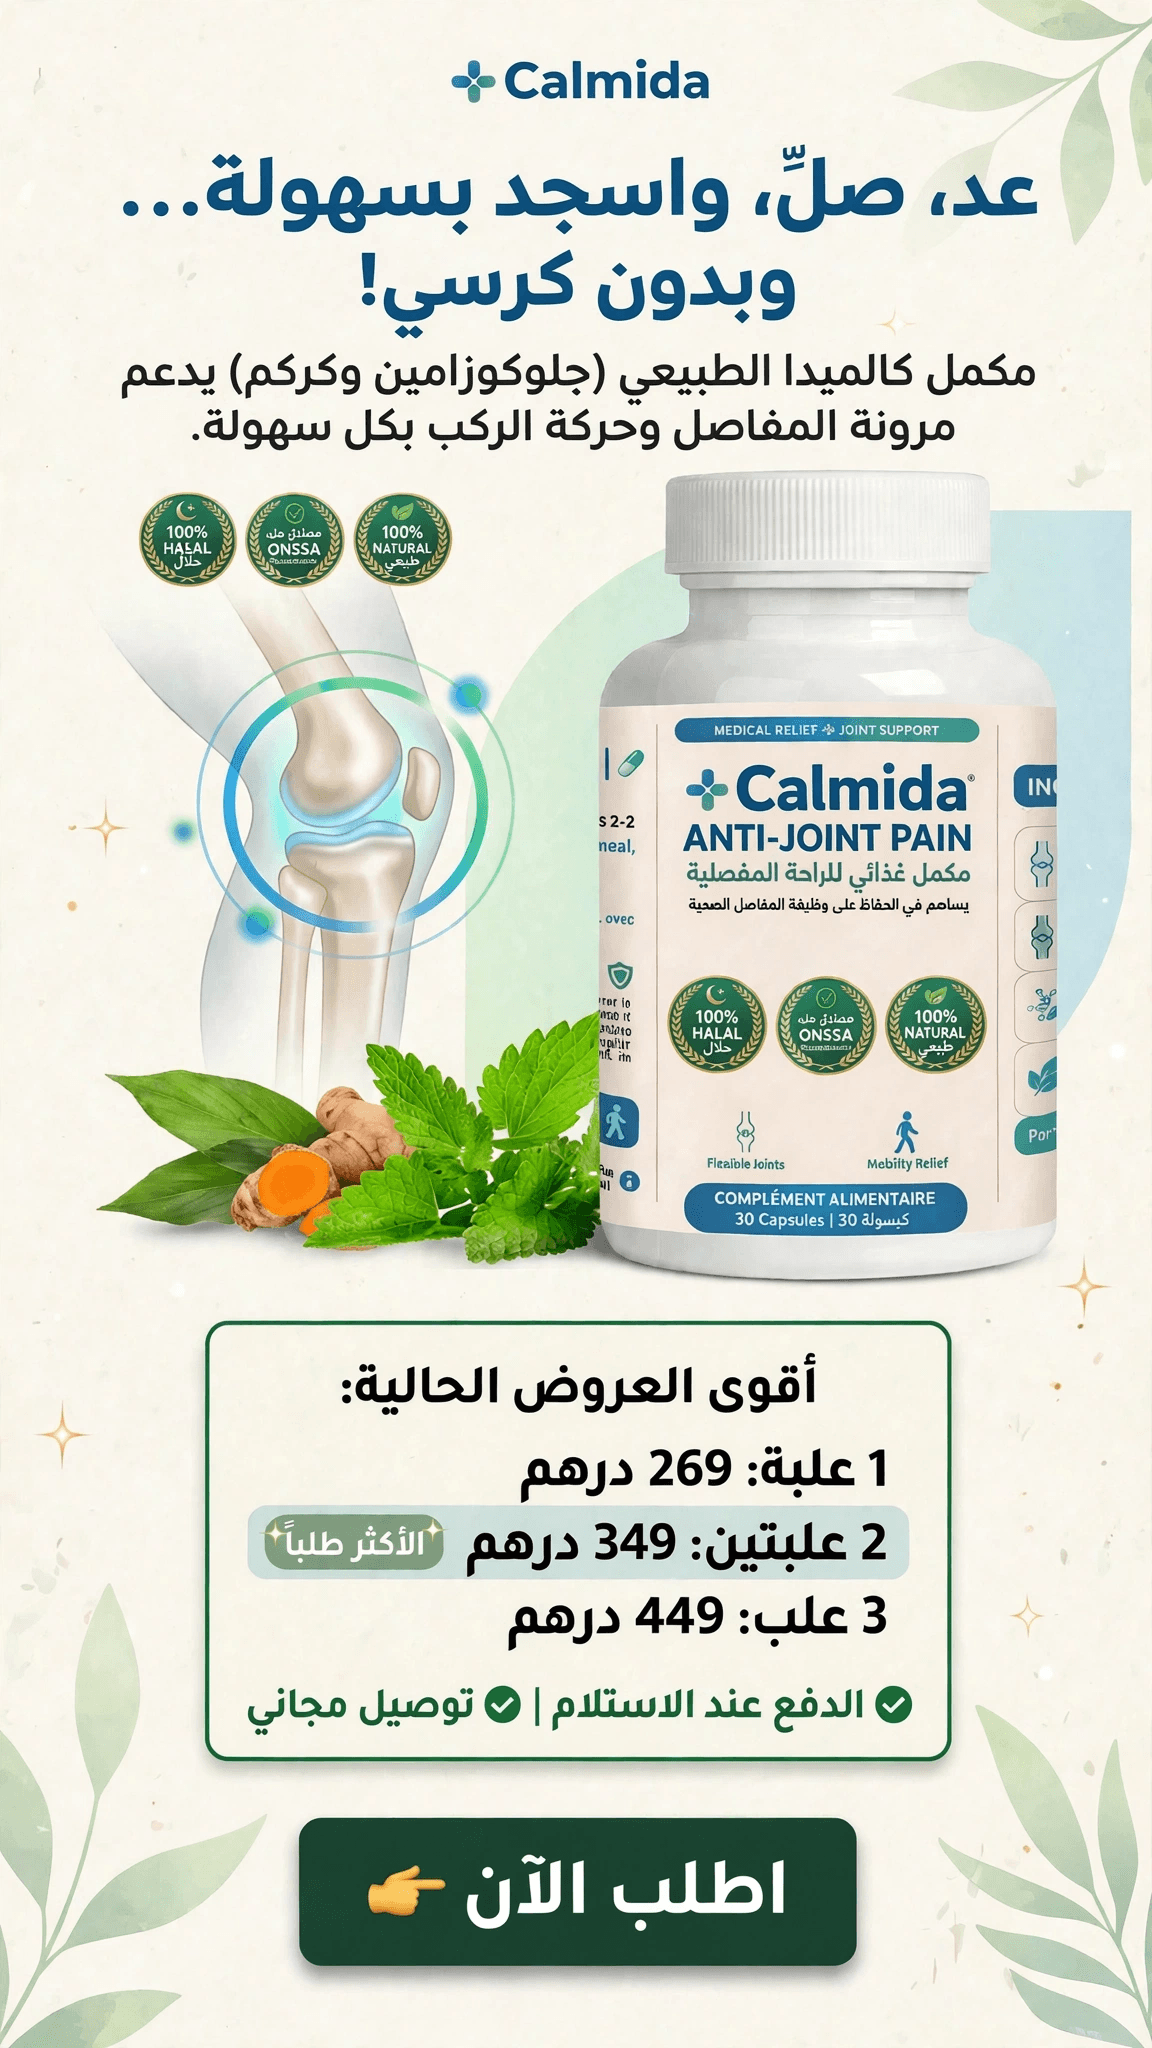 Calmida
عد، صلِّ، واسجد بسهولة...
وبدون كرسي!
مكمل كالميدا الطبيعي (جلوكوزامين وكركم) يدعم
مرونة المفاصل وحركة الركب بكل سهولة.
100%
HALAL
حلال
ONSSA
100%
NATURAL
طبيعي
MEDICAL RELIEF JOINT SUPPORT
Calmida®
ANTI-JOINT PAIN
مكمل غذائي للراحة المفصلية
يساهم في الحفاظ على وظيفة المفاصل الصحية
s 2-2
meal,
. ovec
100%
HALAL
حلال
ONSSA
100%
NATURAL
طبيعي
Flexible Joints
Mobility Relief
COMPLÉMENT ALIMENTAIRE
30 Capsules | 30 كبسولة
أقوى العروض الحالية:
1 علبة: 269 درهم
2 علبتين: 349 درهم الأكثر طلباً
3 علب: 449 درهم
الدفع عند الاستلام | توصيل مجاني
اطلب الآن